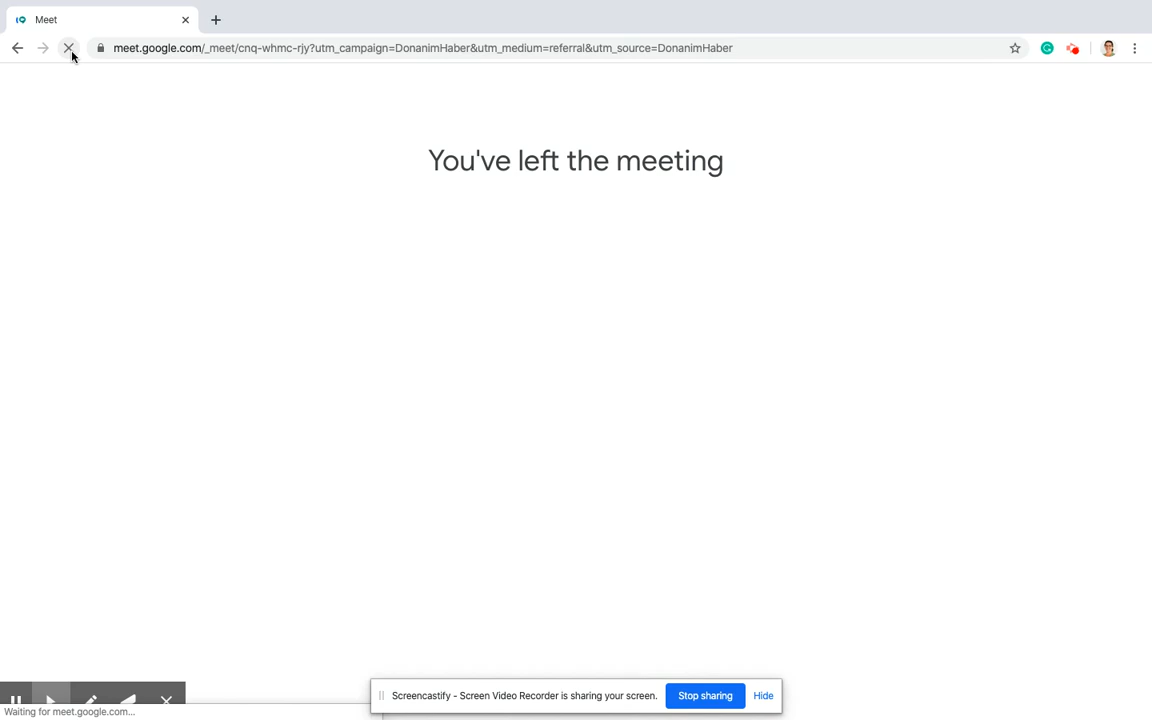 Meet
meet.google.com/_meet/cnq-whmc-rjy?utm_campaign=DonanimHaber&utm_medium=referral&utm_source=DonanimHaber
You've left the meeting
Screencastify - Screen Video Recorder is sharing your screen. Stop sharing Hide
Waiting for meet.google.com...